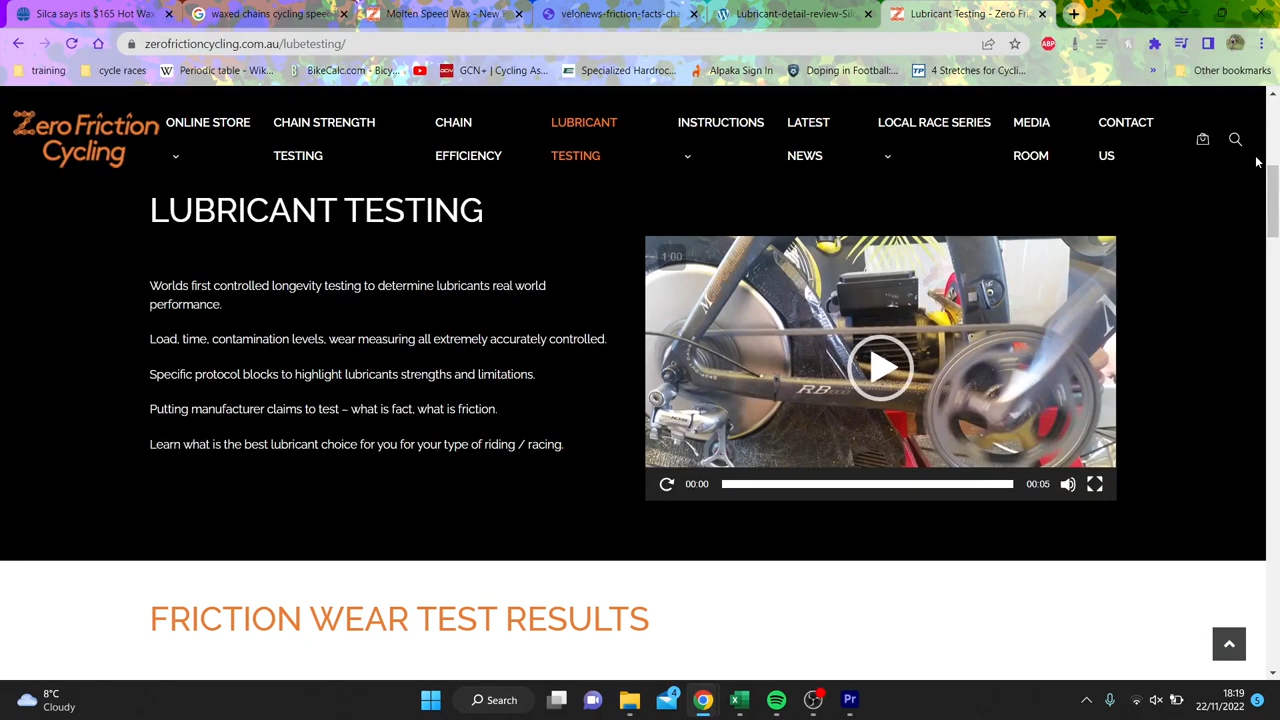 Silca its $165 Hot Wax
waxed chains cycling speed
Molten Speed Wax - New
velonews-friction-facts-cha
Lubricant-detail-review-Sil
Lubricant Testing - Zero Fr
zerofrictioncycling.com.au/lubetesting/
ABP
training
cycle races
Periodic table - Wik...
BikeCalc.com - Bicy...
GCN+ | Cycling As...
Specialized Hardroc...
Alpaka Sign In
Doping in Football:...
4 Stretches for Cycli...
»
Other bookmarks
Zero Friction
Cycling
ONLINE STORE
CHAIN STRENGTH
TESTING
CHAIN
EFFICIENCY
LUBRICANT
TESTING
INSTRUCTIONS
LATEST
NEWS
LOCAL RACE SERIES
MEDIA
ROOM
CONTACT
US
LUBRICANT TESTING
Worlds first controlled longevity testing to determine lubricants real world
performance.
Load, time, contamination levels, wear measuring all extremely accurately controlled.
Specific protocol blocks to highlight lubricants strengths and limitations.
Putting manufacturer claims to test – what is fact, what is friction.
Learn what is the best lubricant choice for you for your type of riding / racing.
1:00
00:00
00:05
FRICTION WEAR TEST RESULTS
8°C
Cloudy
Search
4
Pr
18:19
22/11/2022
5